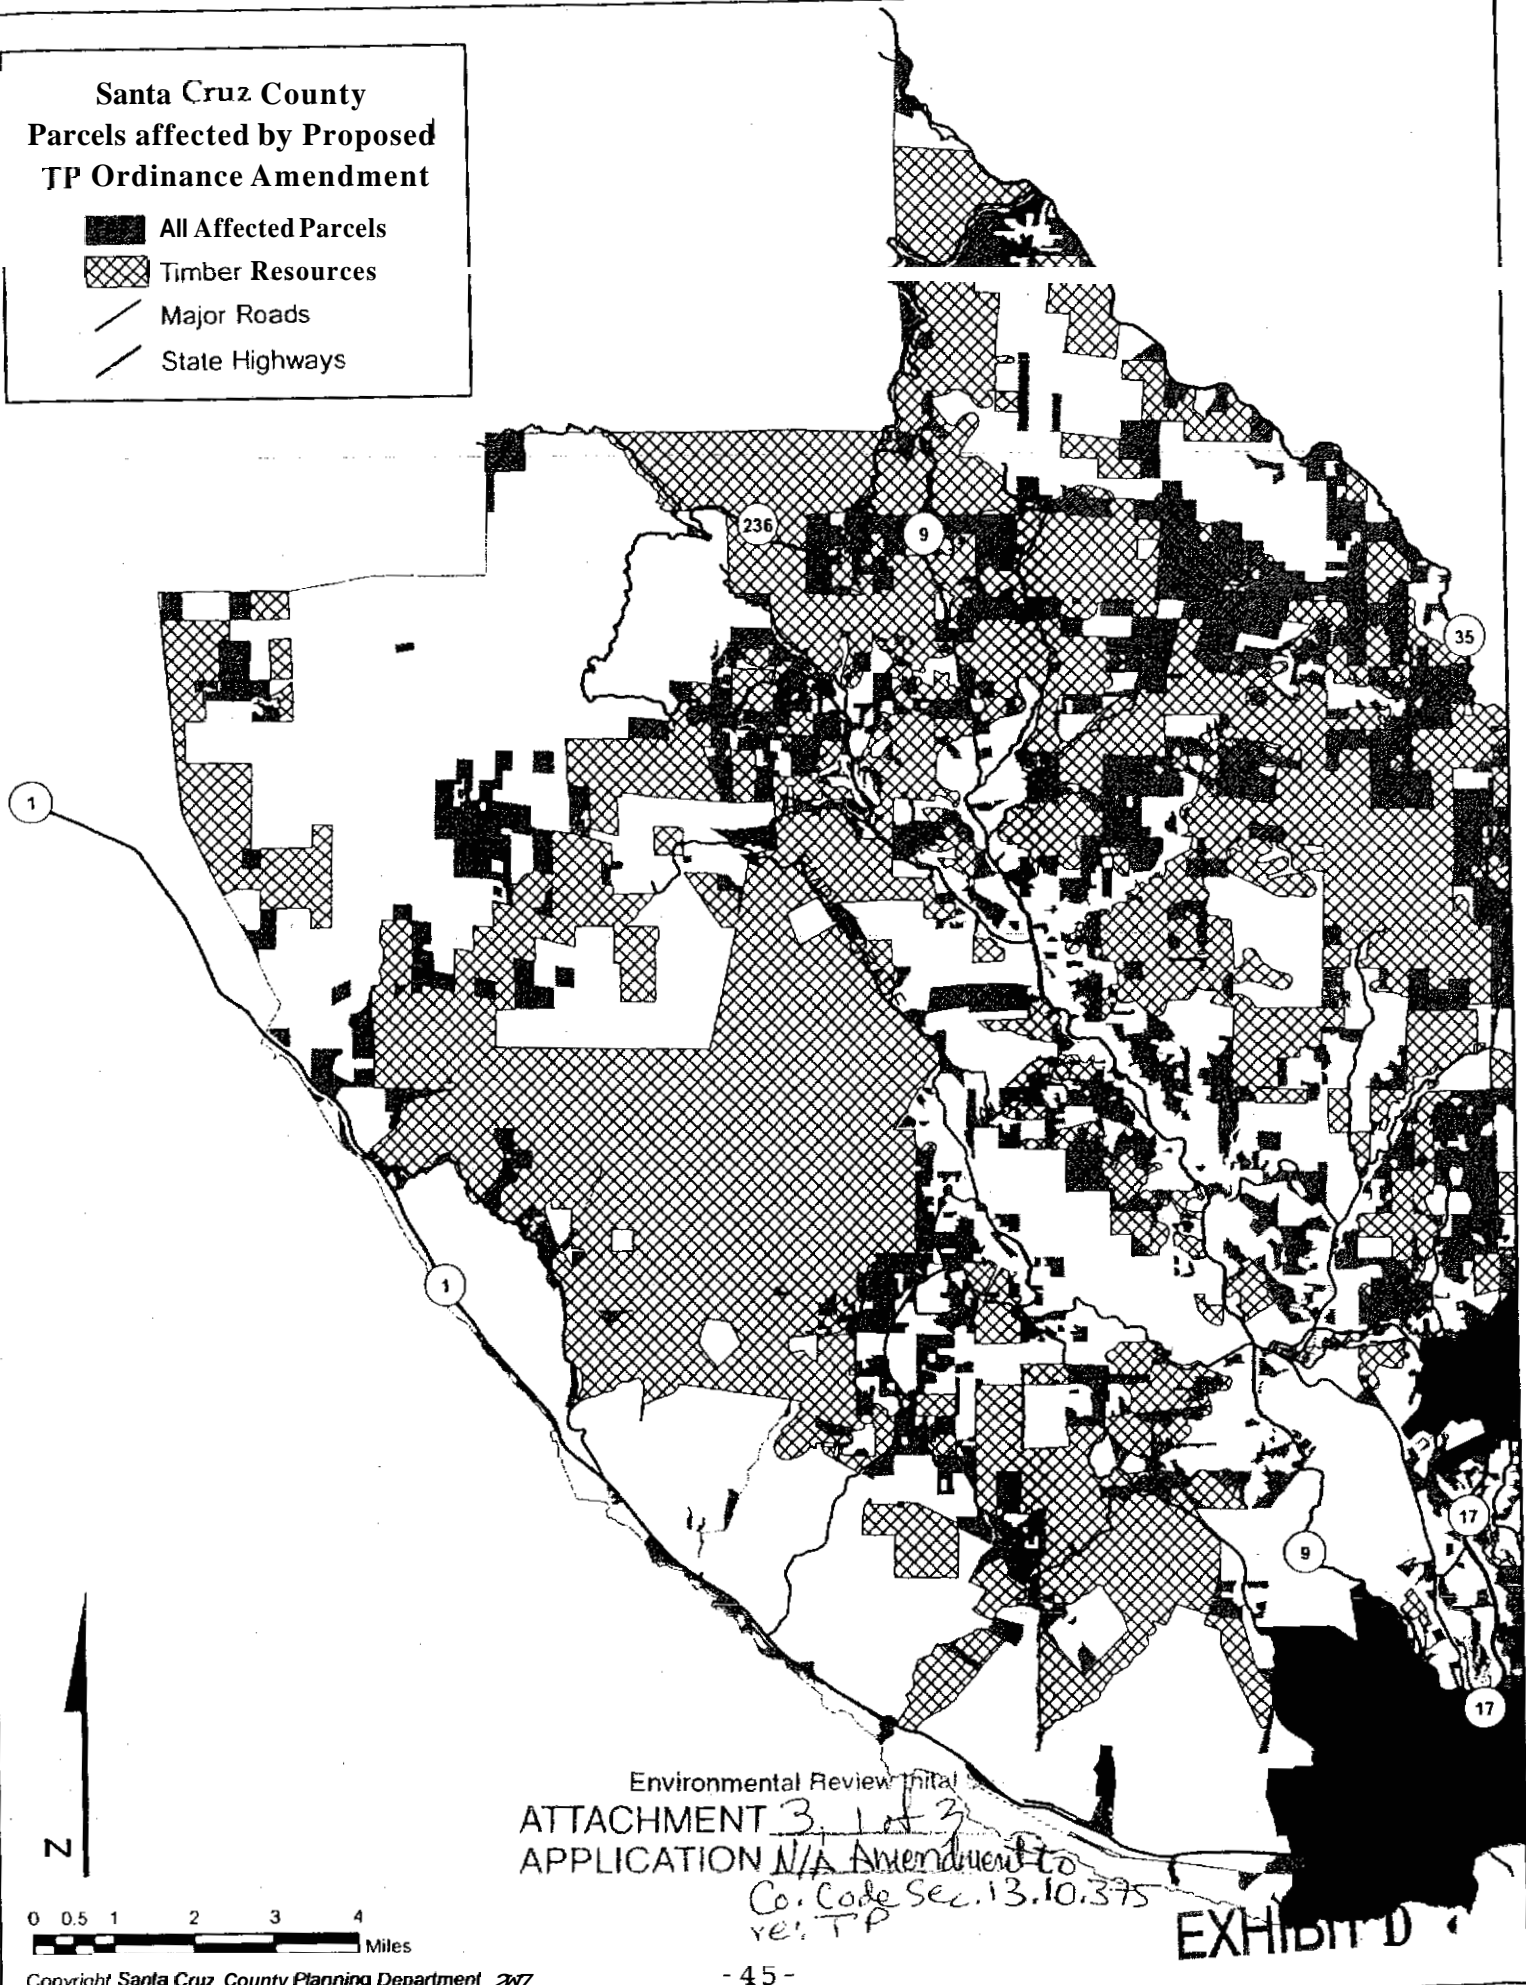 Santa Cruz County
Parcels affected by Proposed
TP Ordinance Amendment
All Affected Parcels
Timber Resources
Major Roads
State Highways
236
9
35
1
1
17
9
17
Environmental Review Inital
ATTACHMENT 3, 1 of 3
APPLICATION N/A Amendment to
Co. Code Sec. 13.10.375
re: TP
EXHIBIT D
N
0 0.5 1 2 3 4
Miles
Copyright Santa Cruz County Planning Department 2007
-45-